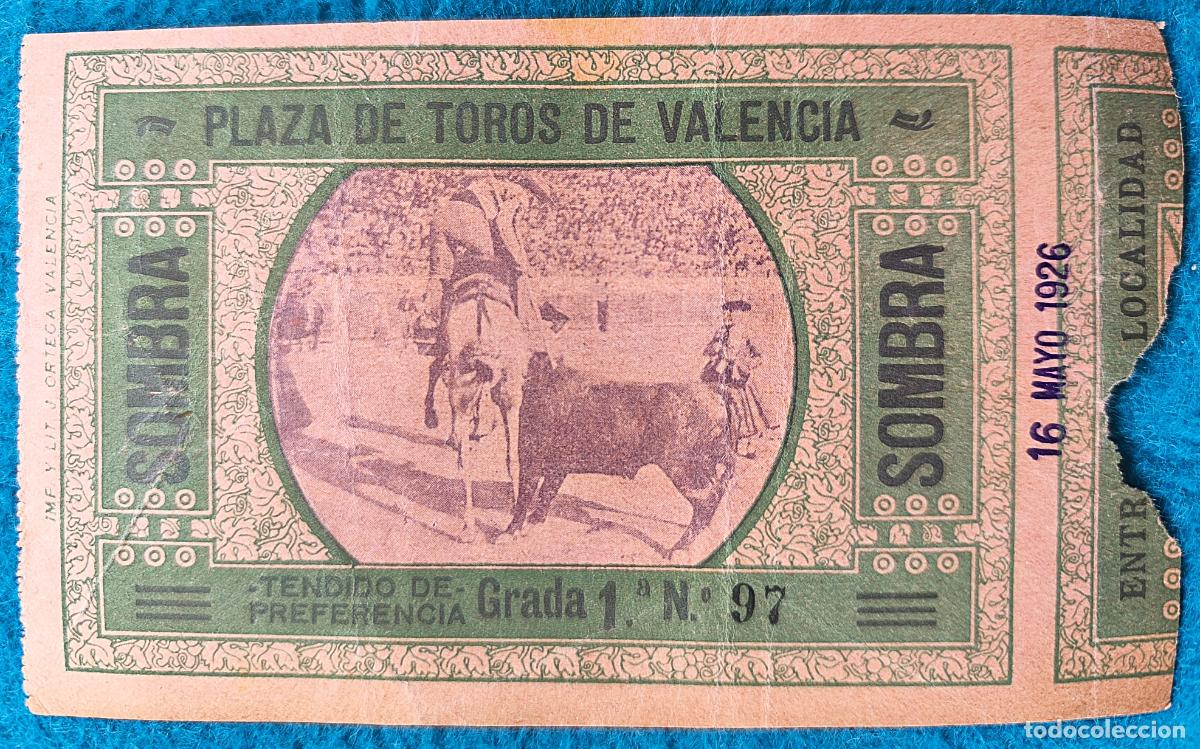 PLAZA DE TOROS DE VALENCIA
SOMBRA
SOMBRA
-TENDIDO DE-
PREFERENCIA
Grada 1.ª N.º 97
IMP. Y LIT. J. ORTEGA VALENCIA
16 MAYO 1926
LOCALIDAD
ENTR
todocoleccion